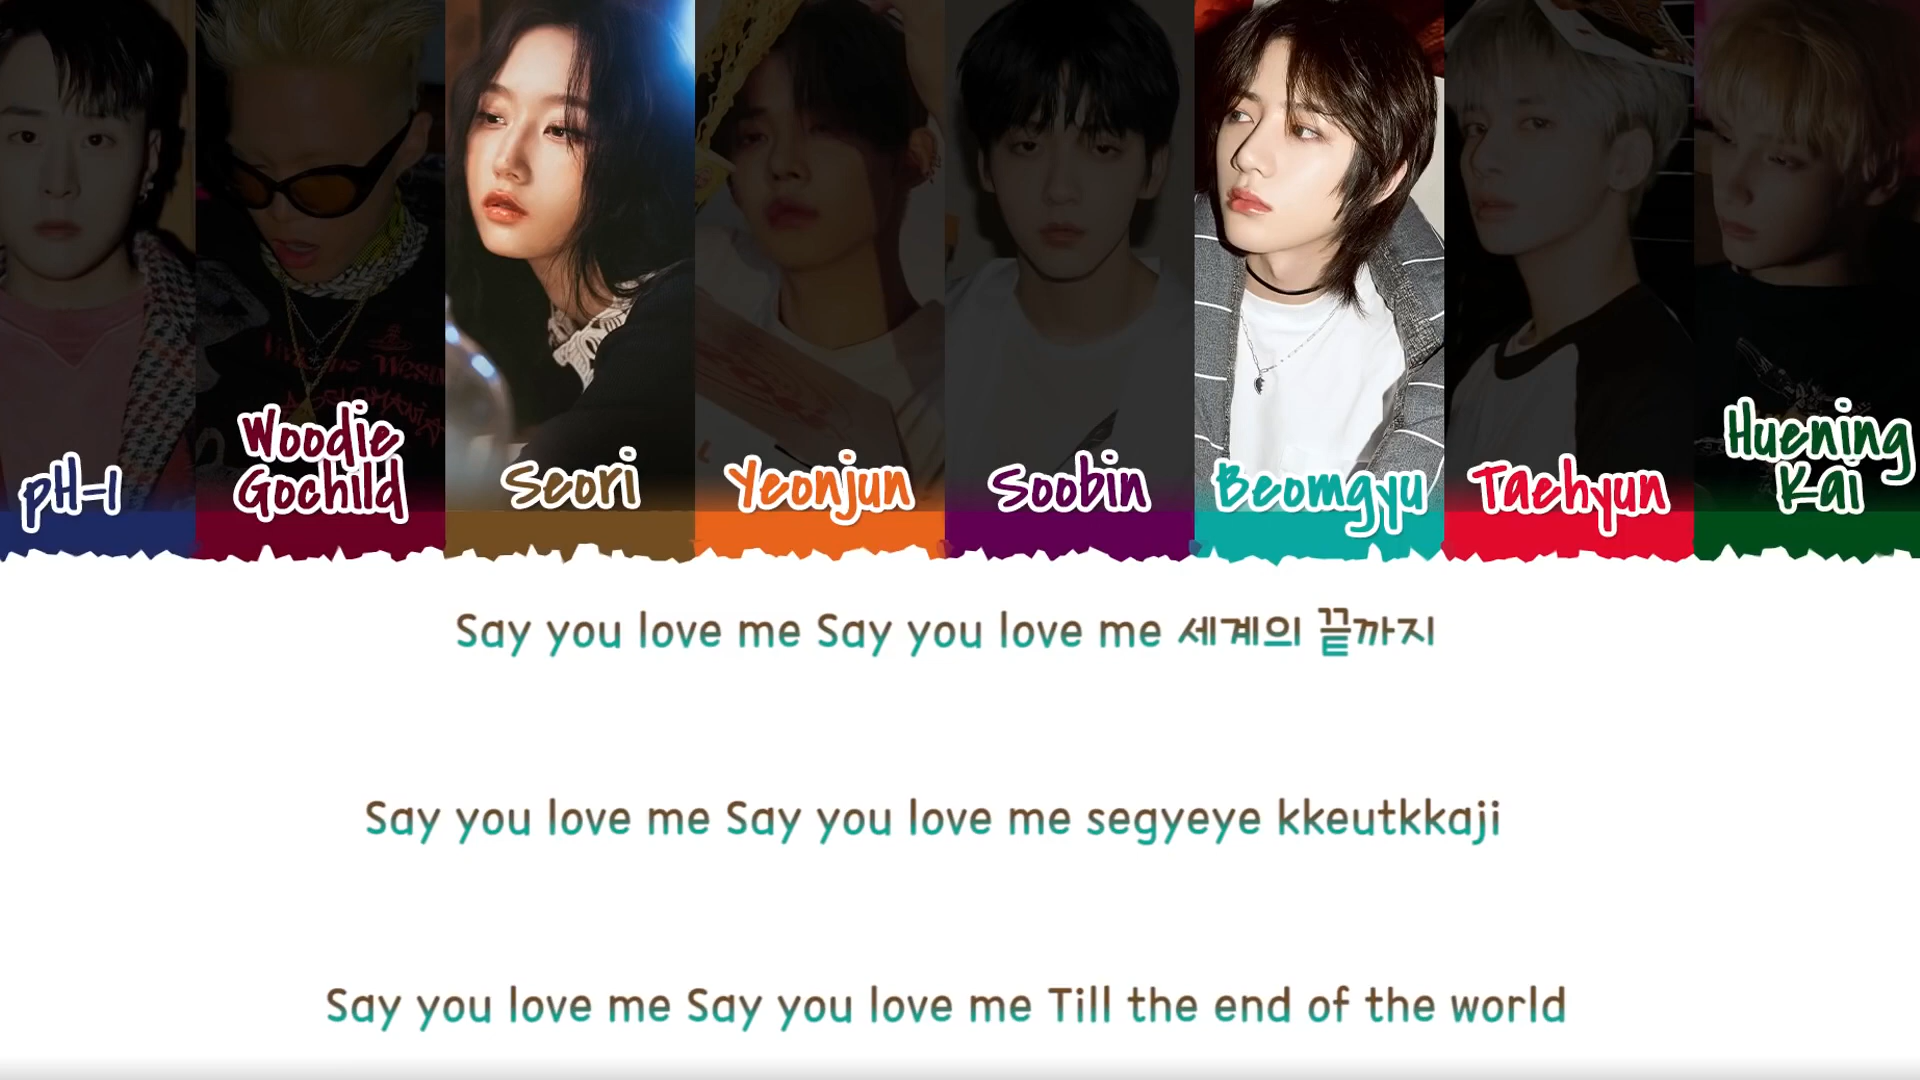 pH-1
Woodie
Gochild
Seori
Yeonjun
Soobin
Beomgyu
Taehyun
Huening
Kai
Say you love me Say you love me 세계의 끝까지
Say you love me Say you love me segyeye kkeutkkaji
Say you love me Say you love me Till the end of the world